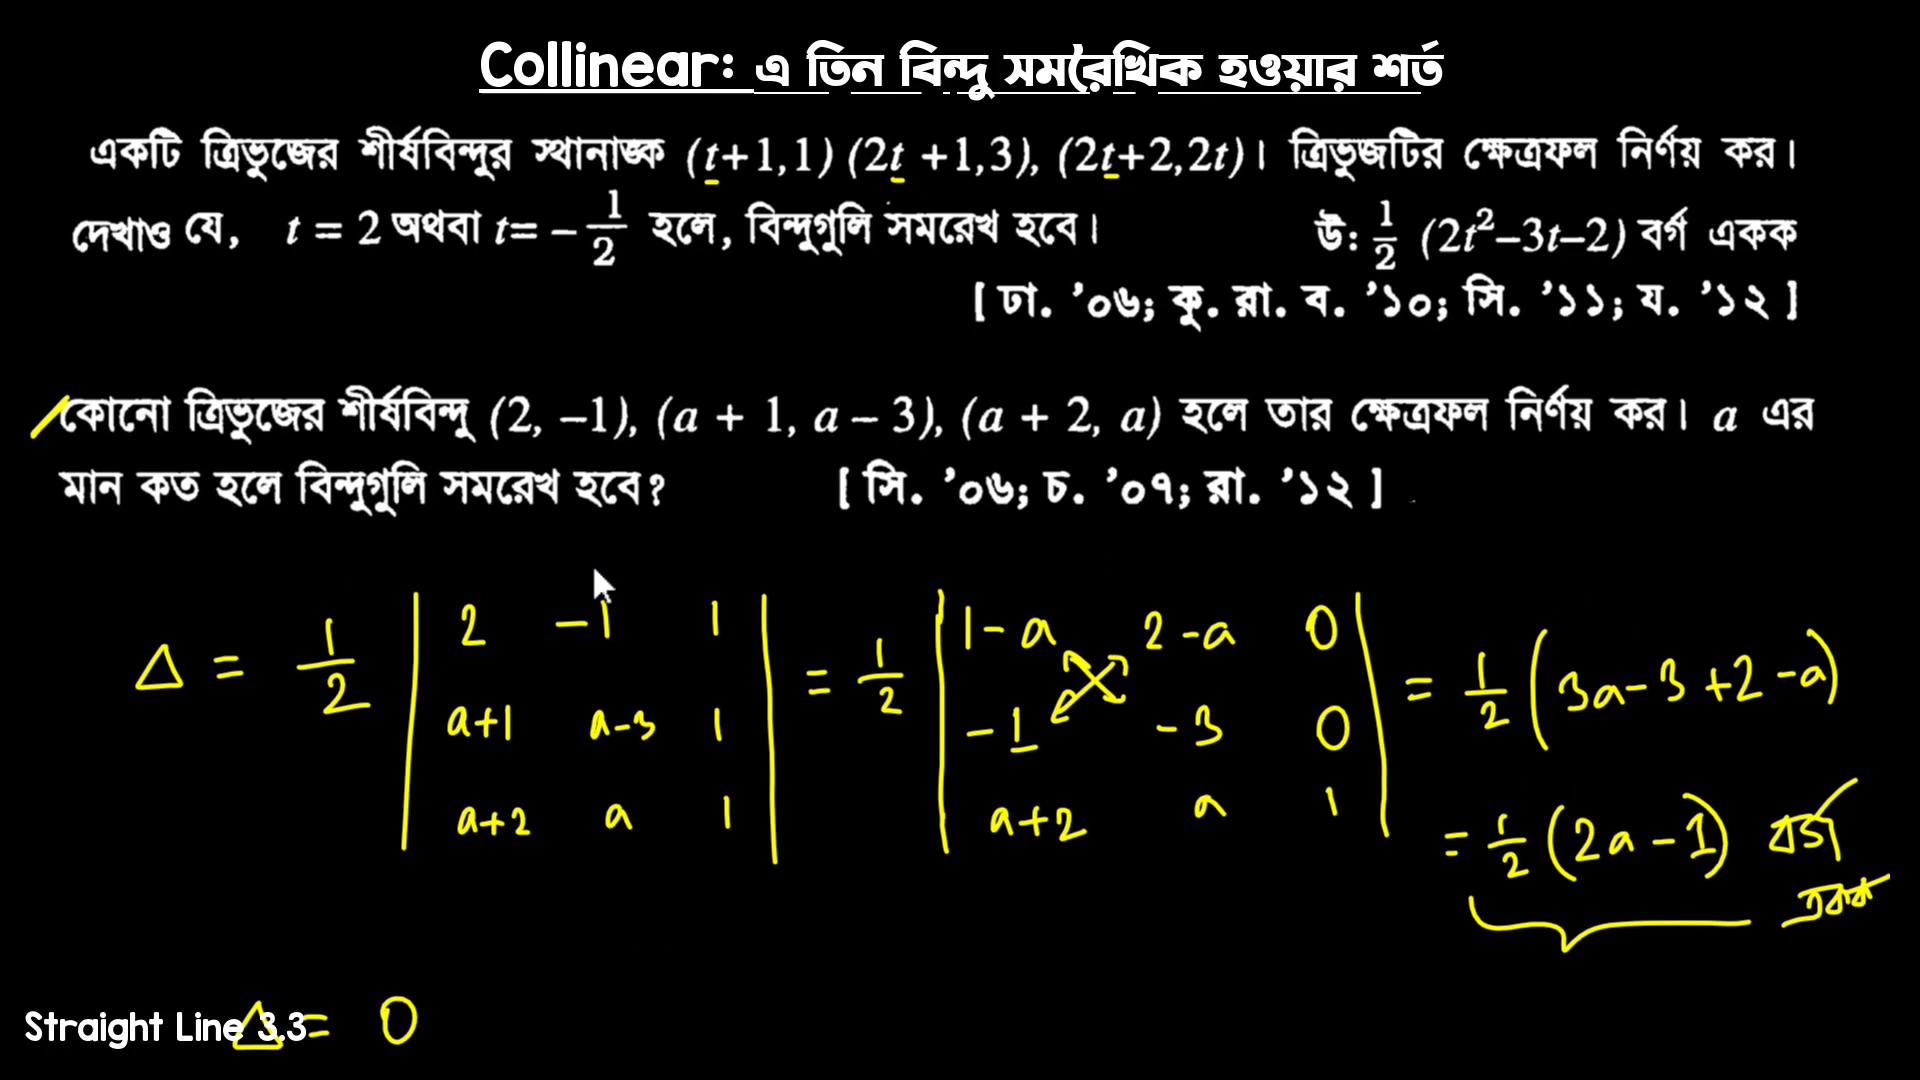 Collinear: এ তিন বিন্দু সমরৈখিক হওয়ার শর্ত
একটি ত্রিভুজের শীর্ষবিন্দুর স্থানাঙ্ক (t+1,1) (2t +1,3), (2t+2,2t)। ত্রিভুজটির ক্ষেত্রফল নির্ণয় কর।
দেখাও যে, t = 2 অথবা t= –1/2 হলে, বিন্দুগুলি সমরেখ হবে। উঃ 1/2 (2t²–3t–2) বর্গ একক
[ ঢা. ’০৬; কু. রা. ব. ’১০; সি. ’১১; য. ’১২ ]
কোনো ত্রিভুজের শীর্ষবিন্দু (2, –1), (a + 1, a – 3), (a + 2, a) হলে তার ক্ষেত্রফল নির্ণয় কর। a এর
মান কত হলে বিন্দুগুলি সমরেখ হবে? [ সি. ’০৬; চ. ’০৭; রা. ’১২ ]
Δ = 1/2 | 2 -1 1 | = 1/2 | 1-a 2-a 0 | = 1/2 (3a-3+2-a)
| a+1 a-3 1 | | -1 -3 0 |
| a+2 a 1 | | a+2 a 1 | = 1/2 (2a-1) বর্গ
একক
Δ = 0
Straight Line 3.3